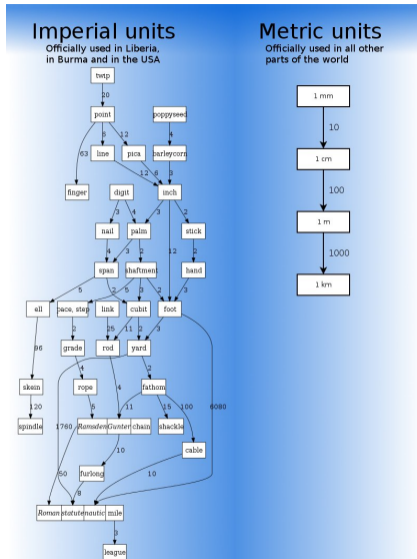 Imperial units
Officially used in Liberia,
in Burma and in the USA
twip
20
point
poppyseed
6
12
4
line
pica
barleycorn
63
12
6
3
finger
digit
inch
3
4
3
2
nail
palm
12
stick
4
3
2
2
span
shaftment
hand
5
2
5
3
2
3
ell
pace, step
link
cubit
foot
96
2
25
11
2
3
grade
rod
yard
4
2
skein
rope
4
fathom
120
5
11
15
100
6080
spindle
1760
Ramsden
Gunter
chain
shackle
10
cable
50
furlong
10
8
Roman
statute
nautic
mile
3
league
Metric units
Officially used in all other
parts of the world
1 mm
10
1 cm
100
1 m
1000
1 km